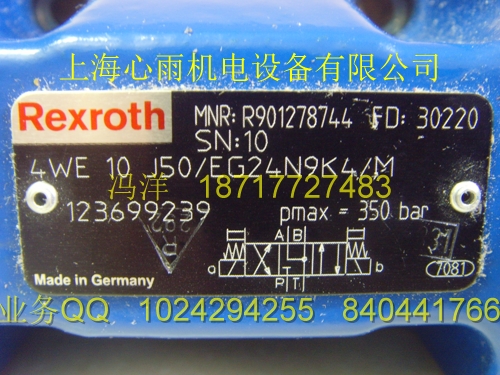 上海心雨机电设备有限公司
Rexroth MNR: R901278744 FD: 30220
SN: 10
4WE 10 J50/EG24N9K4/M
冯洋 18717727483
123699239 pmax = 350 bar
A B
a b
P T
7081
Made in Germany
业务QQ 1024294255 840441766